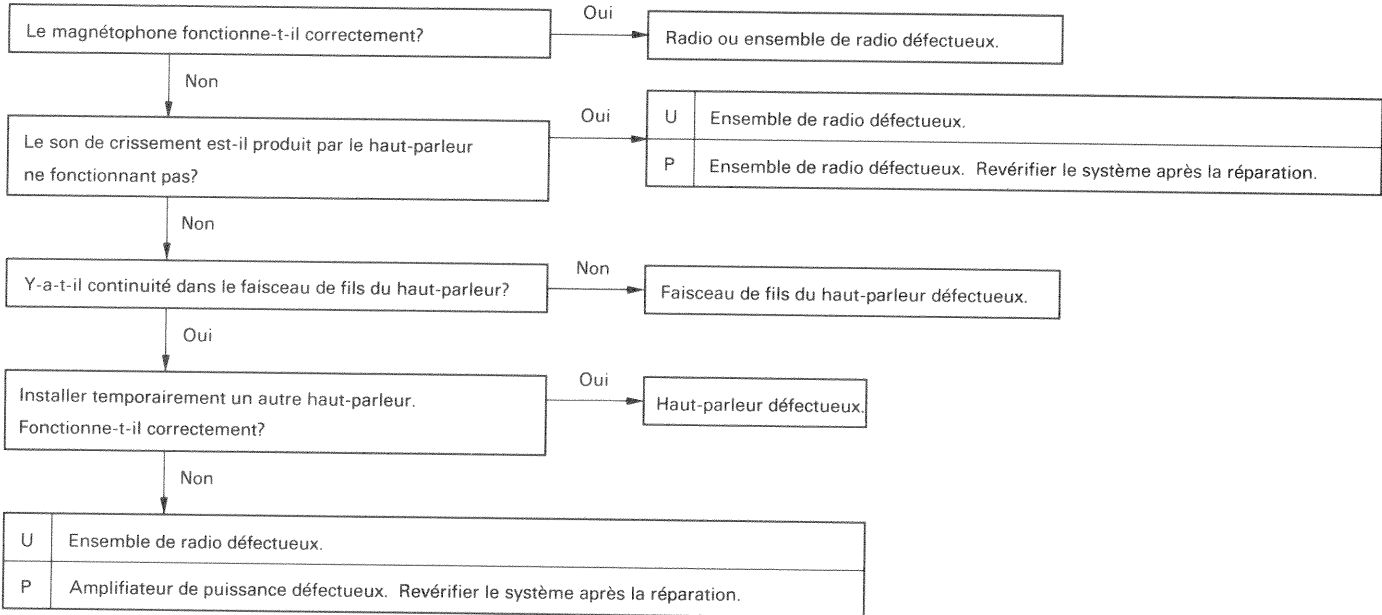 Le magnétophone fonctionne-t-il correctement?
Oui
Radio ou ensemble de radio défectueux.
Non
Le son de crissement est-il produit par le haut-parleur
ne fonctionnant pas?
Oui
U Ensemble de radio défectueux.
P Ensemble de radio défectueux. Revérifier le système après la réparation.
Non
Y-a-t-il continuité dans le faisceau de fils du haut-parleur?
Non
Faisceau de fils du haut-parleur défectueux.
Oui
Installer temporairement un autre haut-parleur.
Fonctionne-t-il correctement?
Oui
Haut-parleur défectueux.
Non
U Ensemble de radio défectueux.
P Amplifiateur de puissance défectueux. Revérifier le système après la réparation.